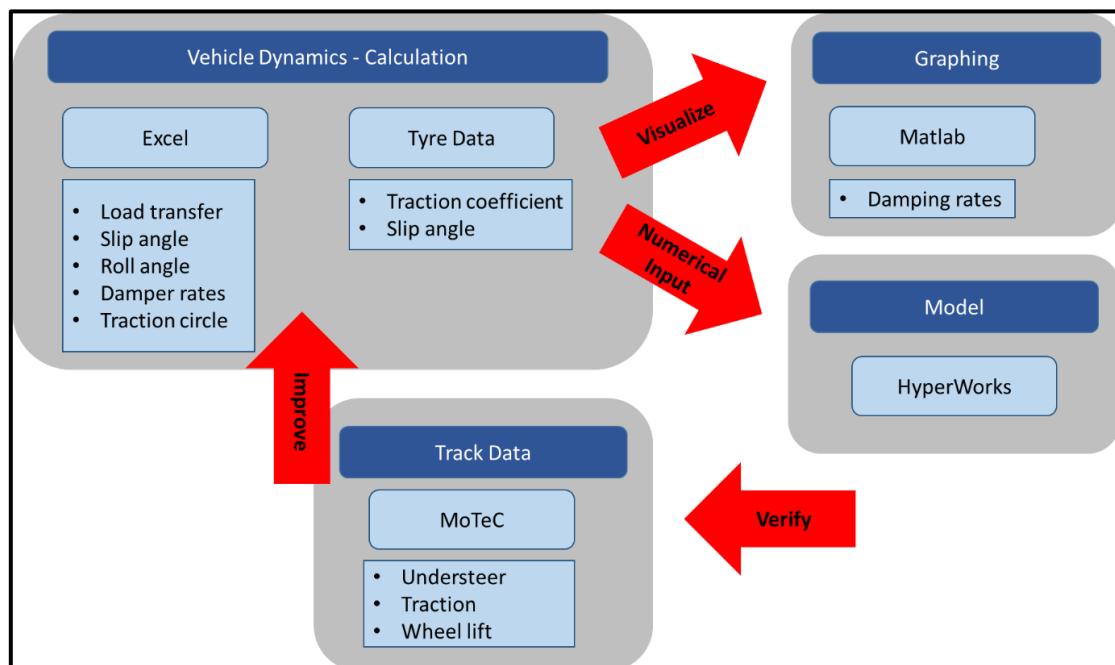 Vehicle Dynamics - Calculation
Excel
• Load transfer
• Slip angle
• Roll angle
• Damper rates
• Traction circle
Tyre Data
• Traction coefficient
• Slip angle
Visualize
Numerical
Input
Graphing
Matlab
• Damping rates
Model
HyperWorks
Verify
Track Data
MoTeC
• Understeer
• Traction
• Wheel lift
Improve